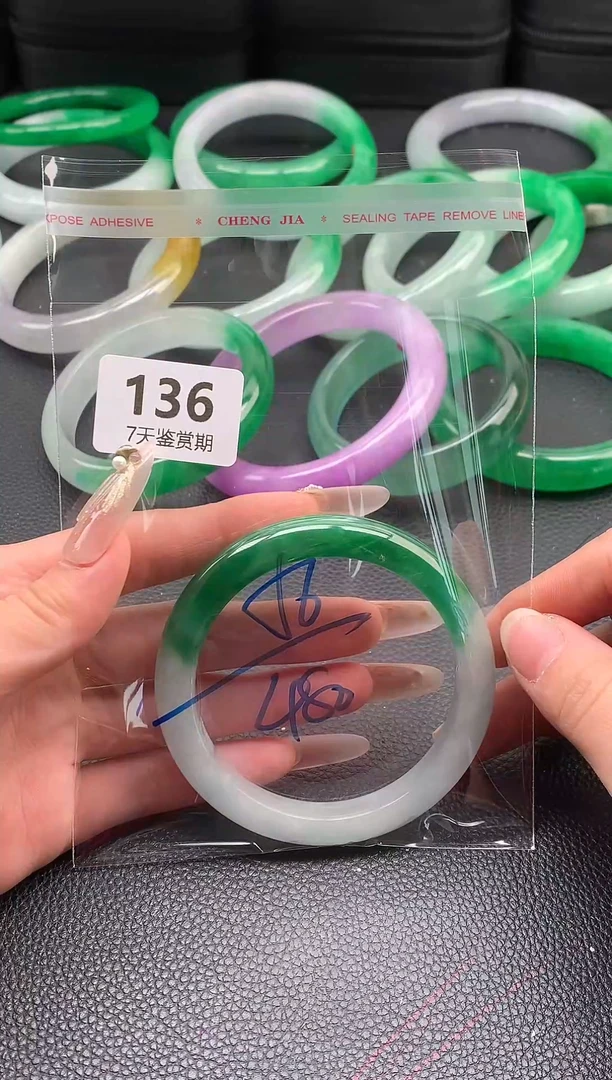 XPOSE ADHESIVE * CHENG JIA * SEALING TAPE REMOVE LINE
136
7天鉴赏期
480